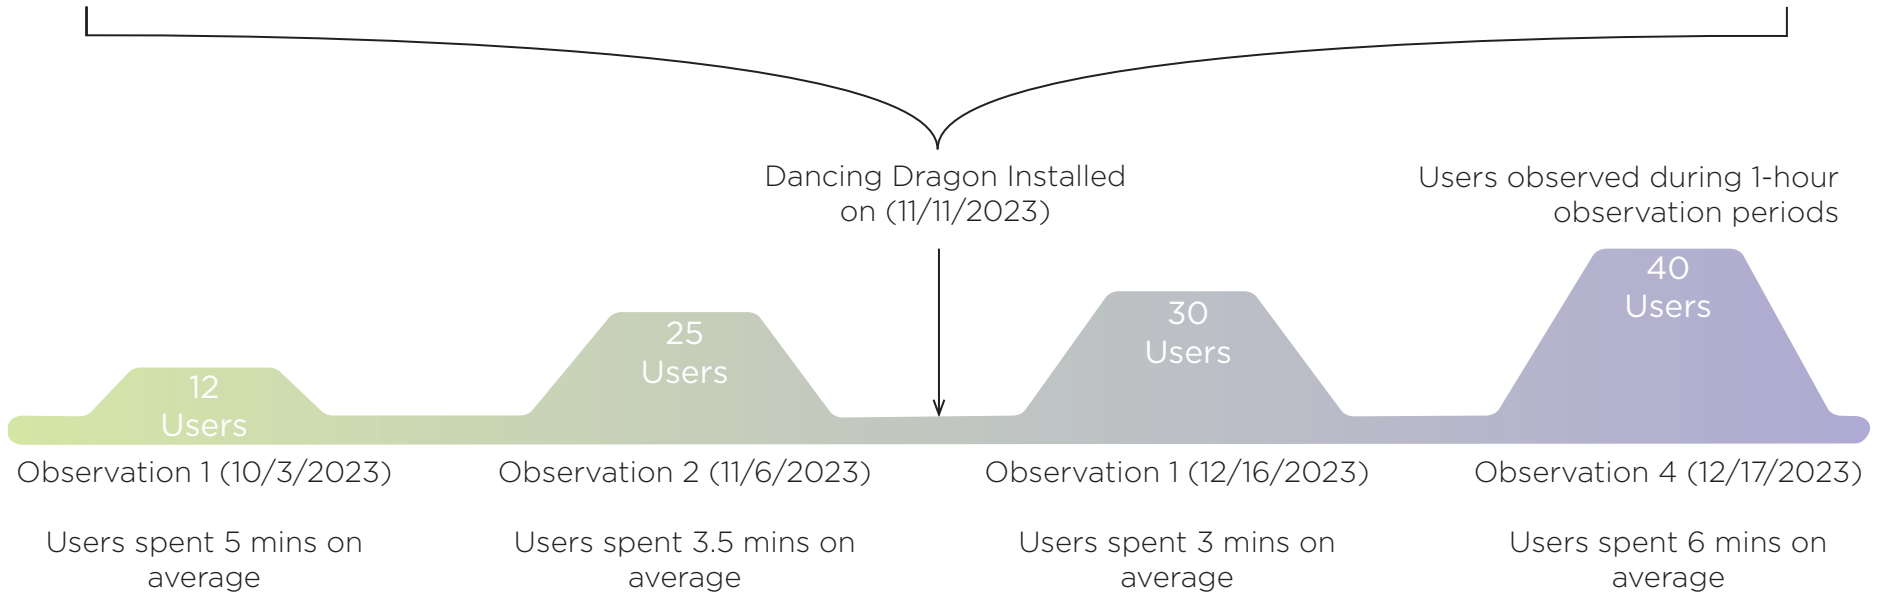 Dancing Dragon Installed
on (11/11/2023)
Users observed during 1-hour
observation periods
12
Users
25
Users
30
Users
40
Users
Observation 1 (10/3/2023)
Observation 2 (11/6/2023)
Observation 1 (12/16/2023)
Observation 4 (12/17/2023)
Users spent 5 mins on
average
Users spent 3.5 mins on
average
Users spent 3 mins on
average
Users spent 6 mins on
average